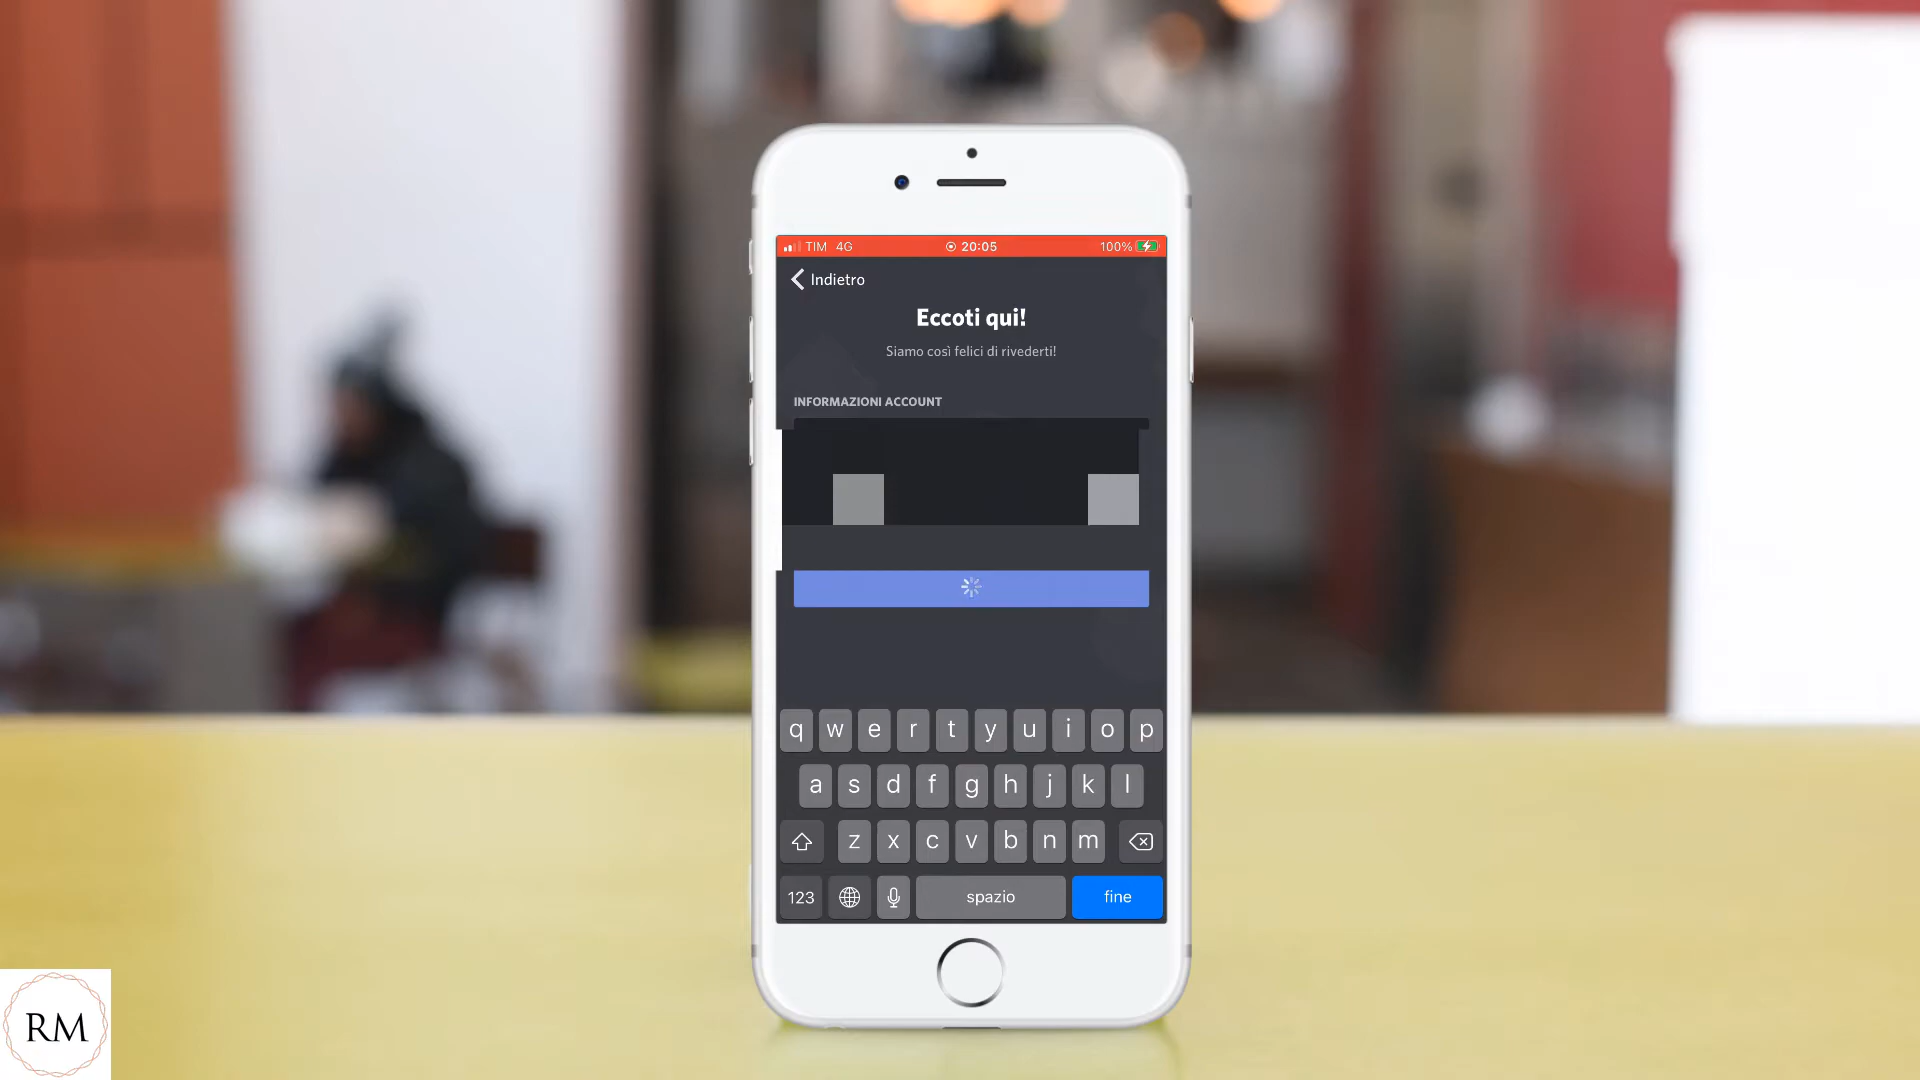 TIM 4G 20:05 100%
Indietro
Eccoti qui!
Siamo così felici di rivederti!
INFORMAZIONI ACCOUNT
q w e r t y u i o p
a s d f g h j k l
z x c v b n m
123 spazio fine
RM